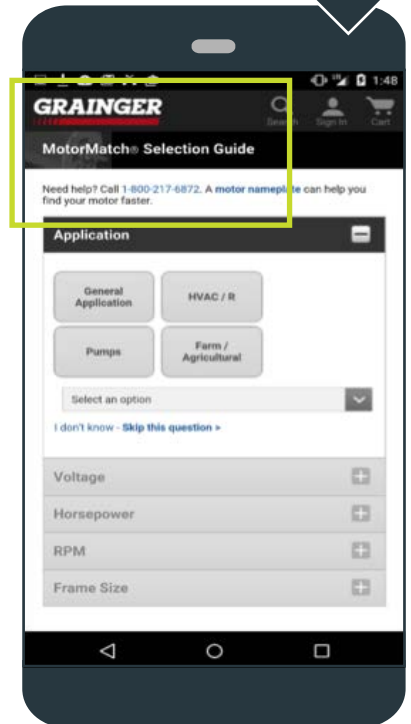 1:48
GRAINGER
Search Sign In Cart
MotorMatch® Selection Guide
Need help? Call 1-800-217-6872. A motor nameplate can help you
find your motor faster.
Application
General
Application
HVAC / R
Pumps
Farm /
Agricultural
Select an option
I don't know - Skip this question »
Voltage
Horsepower
RPM
Frame Size